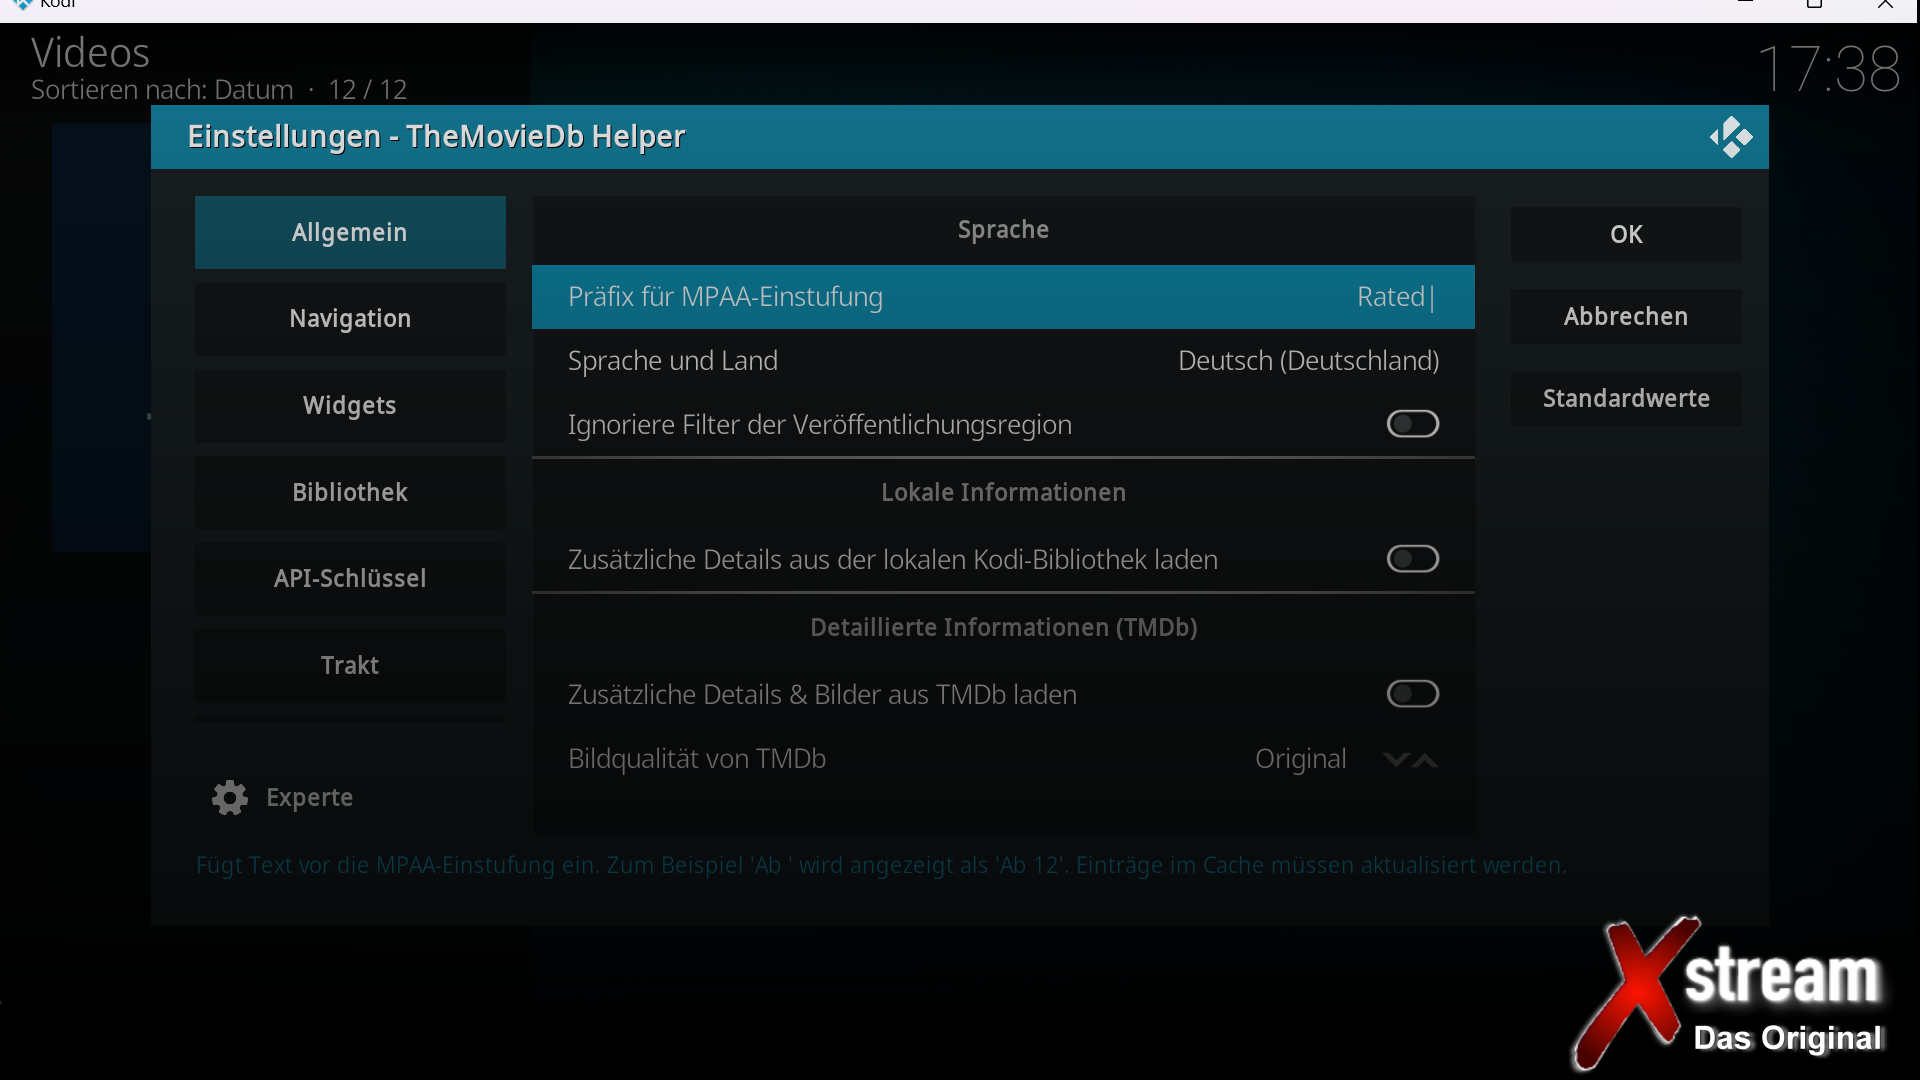 Kodi
Videos
Sortieren nach: Datum · 12 / 12
17:38
Einstellungen - TheMovieDb Helper
Allgemein
Navigation
Widgets
Bibliothek
API-Schlüssel
Trakt
Experte
Sprache
Präfix für MPAA-Einstufung Rated|
Sprache und Land Deutsch (Deutschland)
Ignoriere Filter der Veröffentlichungsregion
Lokale Informationen
Zusätzliche Details aus der lokalen Kodi-Bibliothek laden
Detaillierte Informationen (TMDb)
Zusätzliche Details & Bilder aus TMDb laden
Bildqualität von TMDb Original
OK
Abbrechen
Standardwerte
Fügt Text vor die MPAA-Einstufung ein. Zum Beispiel 'Ab ' wird angezeigt als 'Ab 12'. Einträge im Cache müssen aktualisiert werden.
Xstream
Das Original